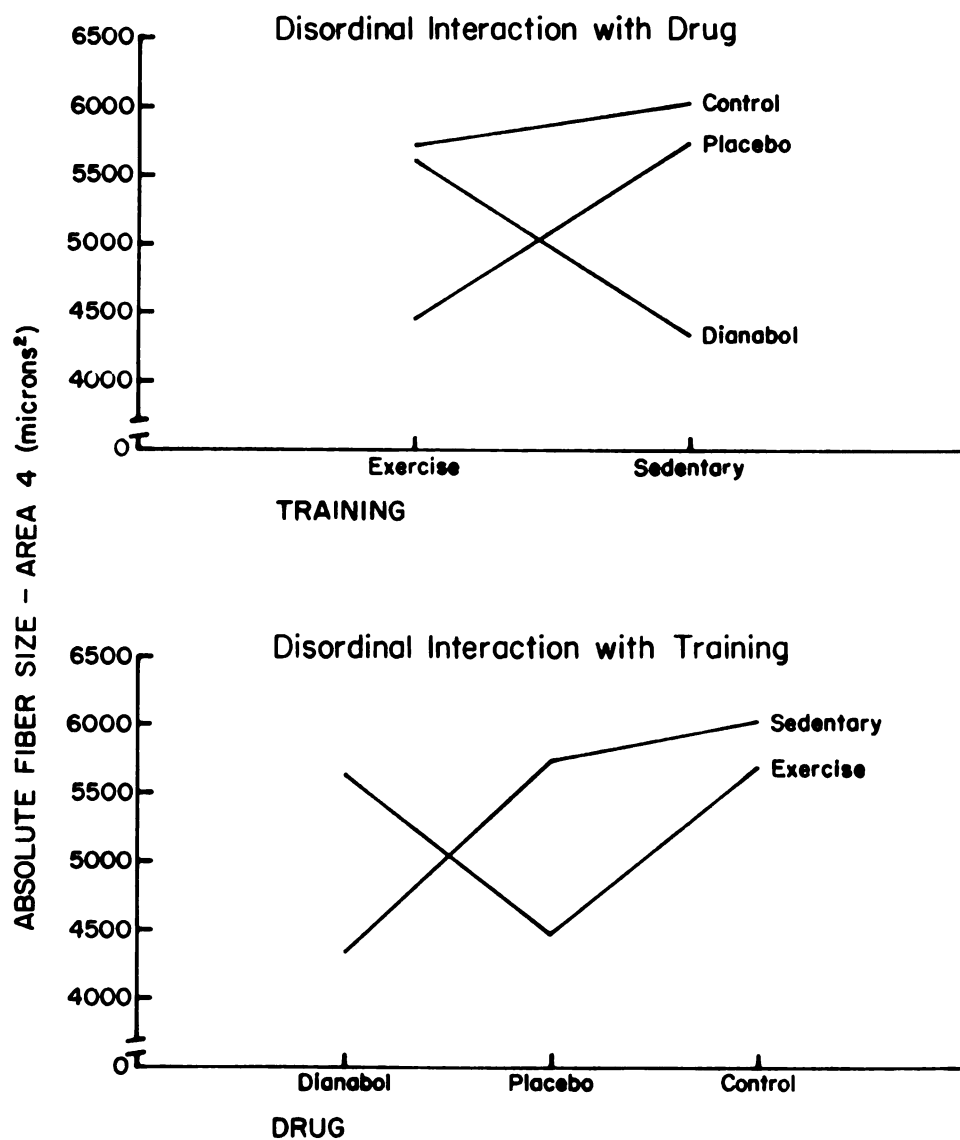 Disordinal Interaction with Drug
6500
6000
5500
5000
4500
4000
0
Control
Placebo
Dianabol
Exercise Sedentary
TRAINING
ABSOLUTE FIBER SIZE – AREA 4 (microns²)
Disordinal Interaction with Training
6500
6000
5500
5000
4500
4000
0
Sedentary
Exercise
Dianabol Placebo Control
DRUG